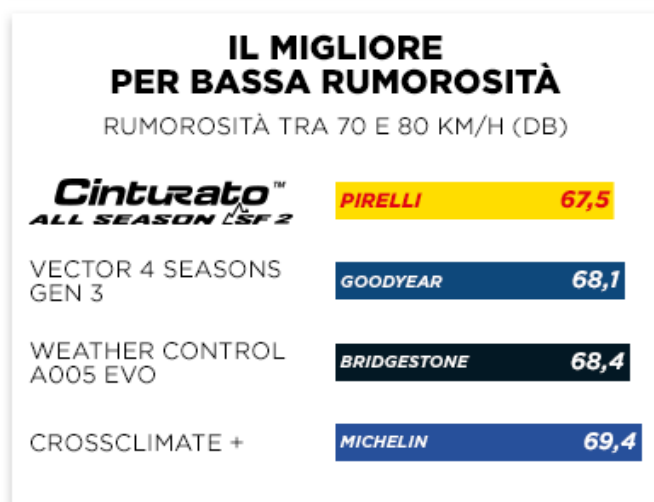 IL MIGLIORE
PER BASSA RUMOROSITÀ
RUMOROSITÀ TRA 70 E 80 KM/H (DB)
Cinturato™
ALL SEASON SF 2
PIRELLI 67,5
VECTOR 4 SEASONS
GEN 3
GOODYEAR 68,1
WEATHER CONTROL
A005 EVO
BRIDGESTONE 68,4
CROSSCLIMATE +
MICHELIN 69,4